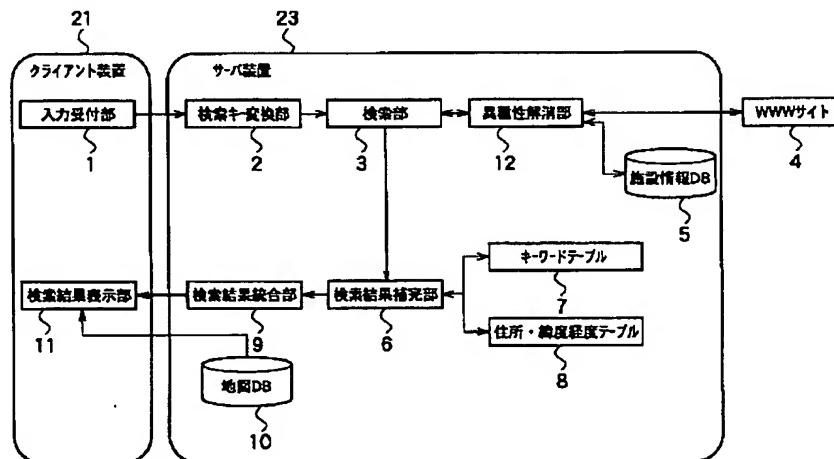 21
23
クライアント装置
サーバ装置
入力受付部
検索キー変換部
検索部
異種性解消部
WWWサイト
1
2
3
12
4
施設情報DB
5
キーワードテーブル
7
検索結果表示部
検索結果統合部
検索結果補充部
11
9
6
住所・緯度経度テーブル
8
地図DB
10